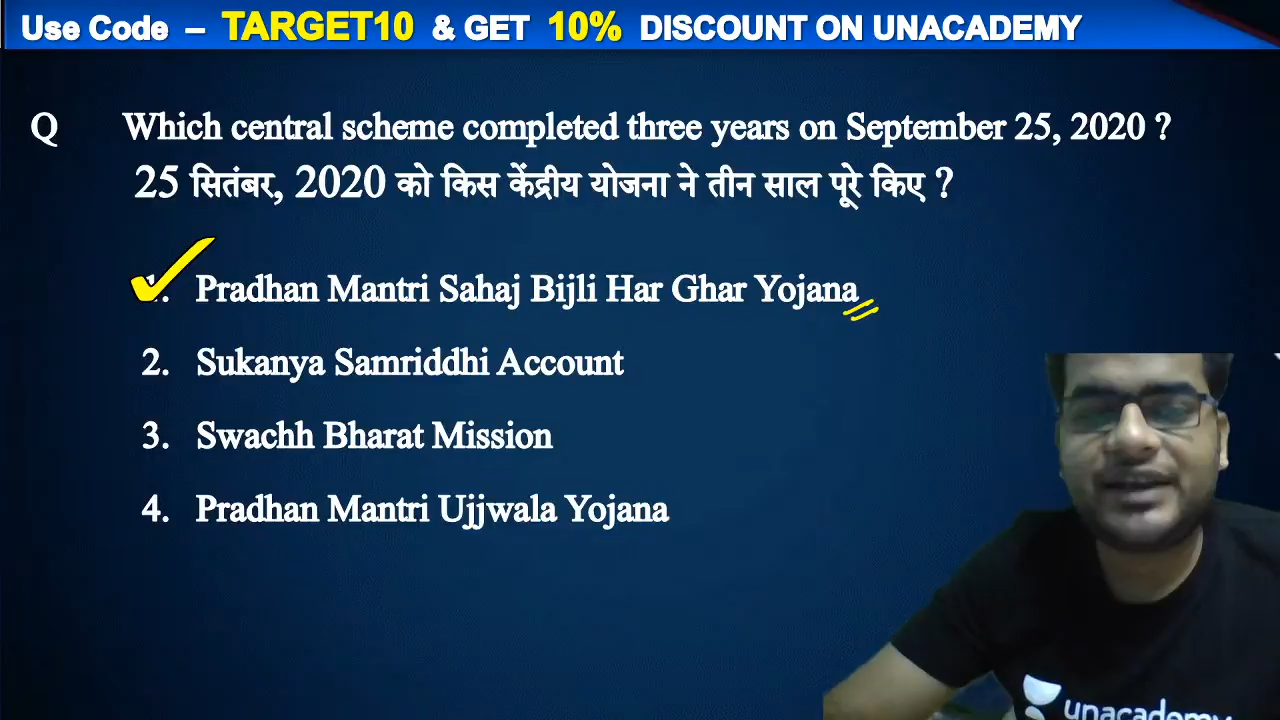 Use Code – TARGET10 & GET 10% DISCOUNT ON UNACADEMY
Q Which central scheme completed three years on September 25, 2020 ?
25 सितंबर, 2020 को किस केंद्रीय योजना ने तीन साल पूरे किए ?
1. Pradhan Mantri Sahaj Bijli Har Ghar Yojana
2. Sukanya Samriddhi Account
3. Swachh Bharat Mission
4. Pradhan Mantri Ujjwala Yojana
unacademy